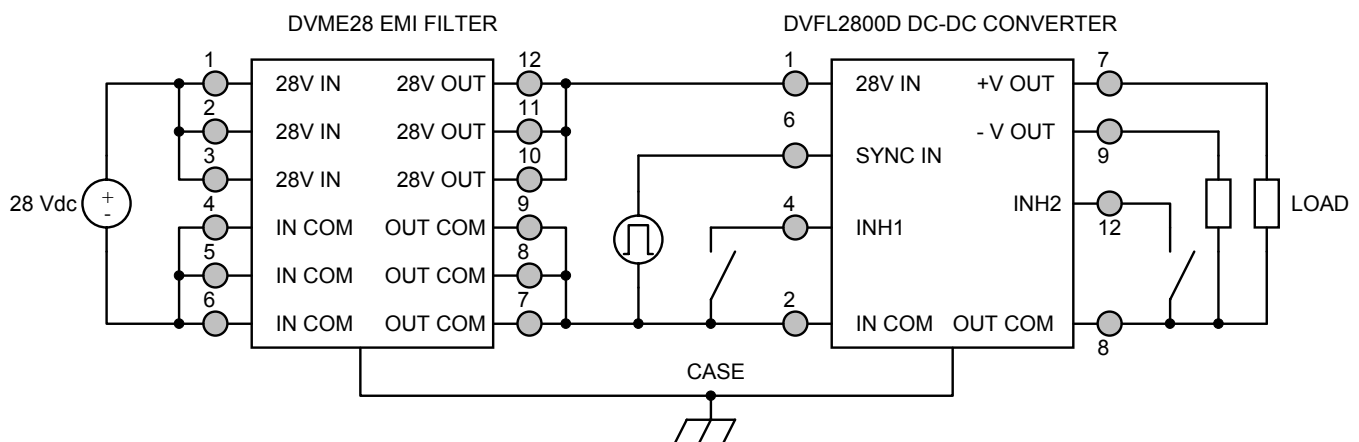 DVME28 EMI FILTER
DVFL2800D DC-DC CONVERTER
1 28V IN 28V OUT 12
2 28V IN 28V OUT 11
3 28V IN 28V OUT 10
4 IN COM OUT COM 9
5 IN COM OUT COM 8
6 IN COM OUT COM 7
28 Vdc
+
-
1 28V IN +V OUT 7
- V OUT 9
6 SYNC IN
4 INH1 INH2 12
2 IN COM OUT COM 8
LOAD
CASE